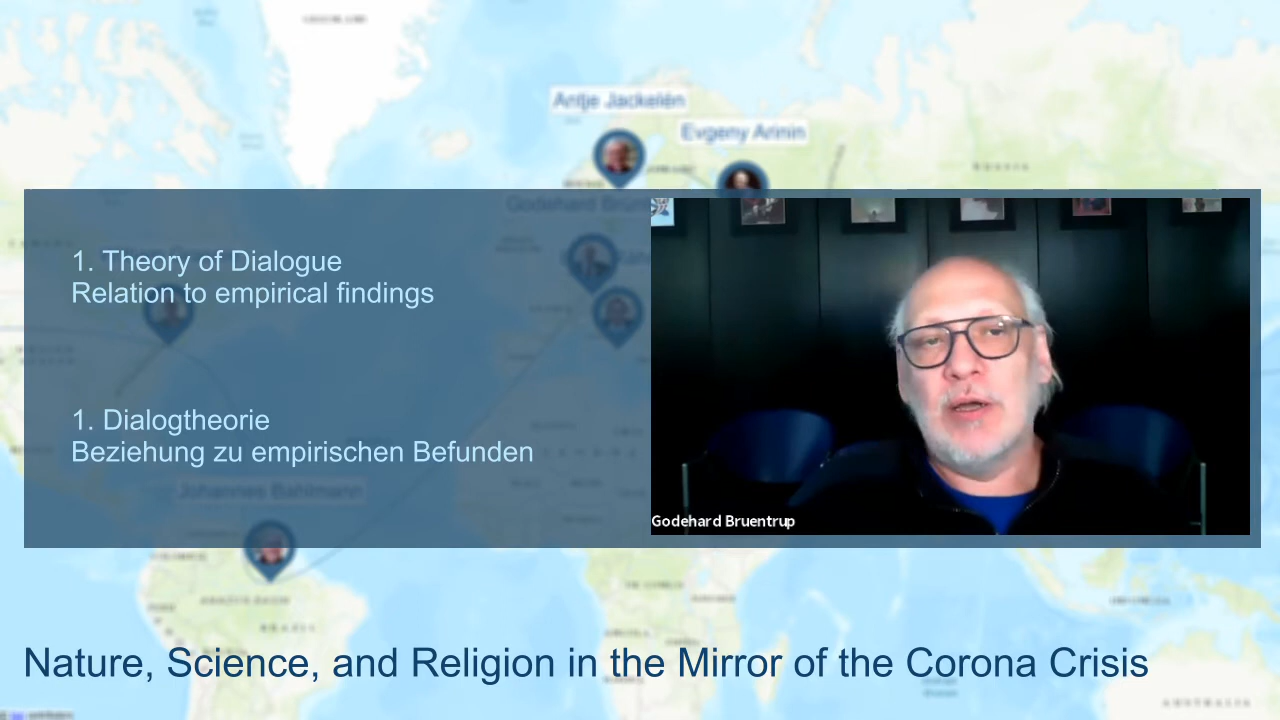 Antje Jackelén
Evgeny Arinin
1. Theory of Dialogue
Relation to empirical findings
1. Dialogtheorie
Beziehung zu empirischen Befunden
Johannes Bahlmann
Godehard Bruentrup
Nature, Science, and Religion in the Mirror of the Corona Crisis